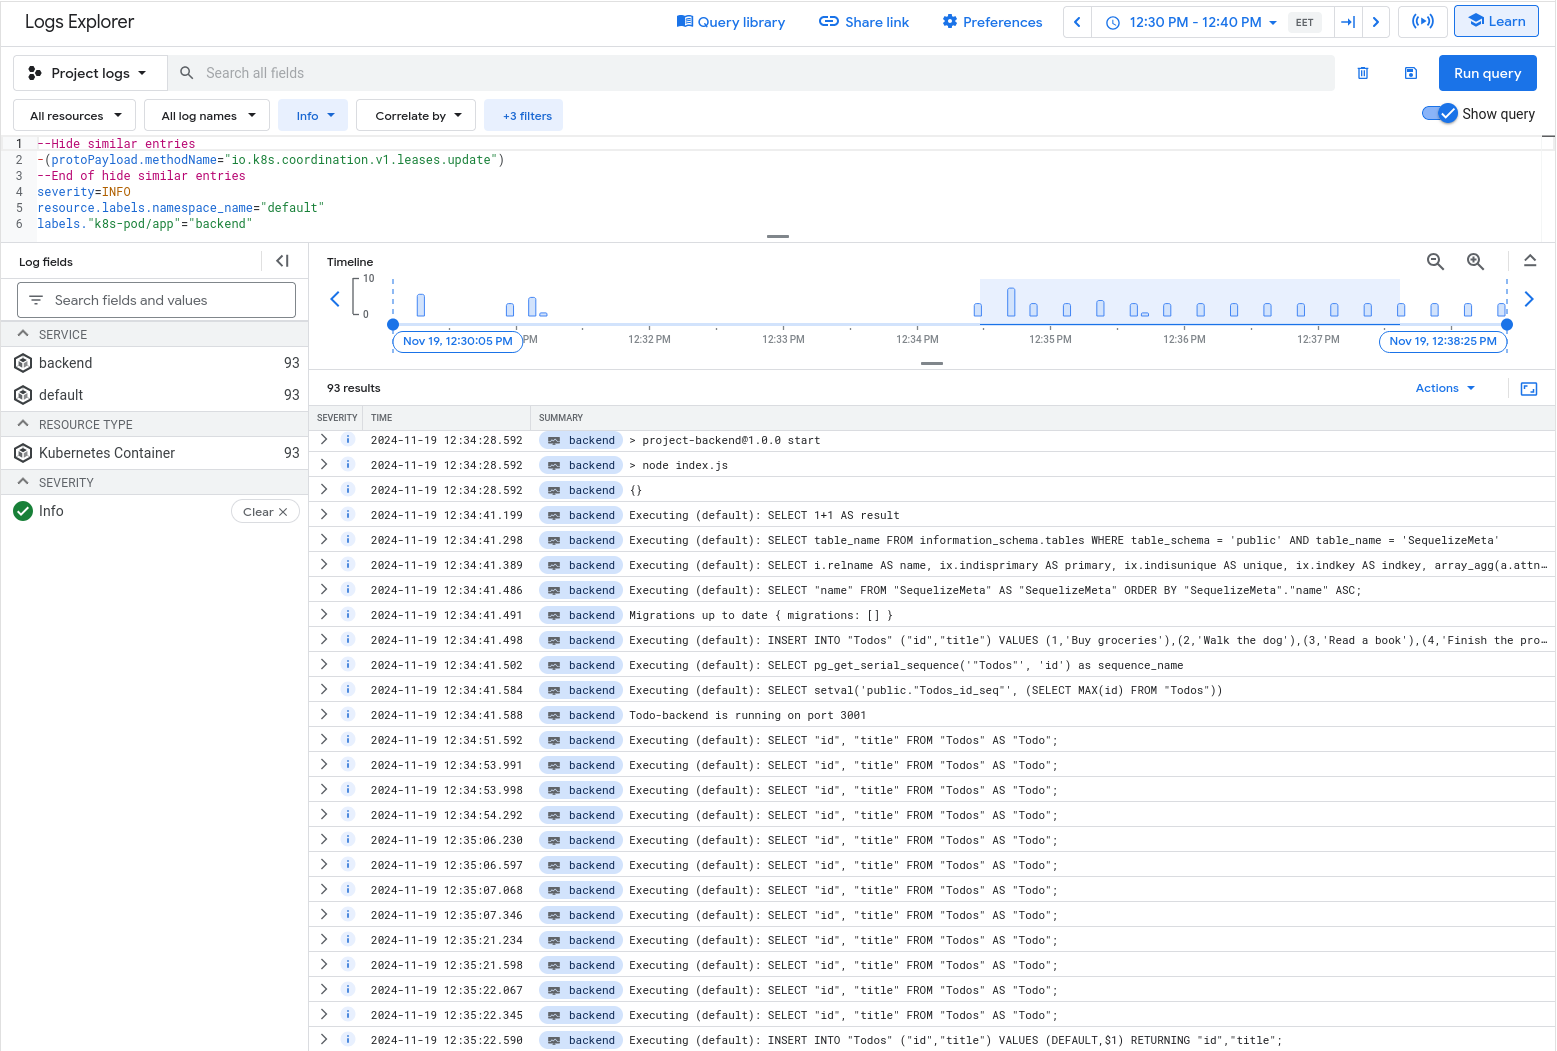 Logs Explorer
Query library
Share link
Preferences
12:30 PM - 12:40 PM
EET
Learn
Project logs
Search all fields
Run query
All resources
All log names
Info
Correlate by
+3 filters
Show query
1 --Hide similar entries
2 -(protoPayload.methodName="io.k8s.coordination.v1.leases.update")
3 --End of hide similar entries
4 severity=INFO
5 resource.labels.namespace_name="default"
6 labels."k8s-pod/app"="backend"
Log fields
Search fields and values
SERVICE
backend 93
default 93
RESOURCE TYPE
Kubernetes Container 93
SEVERITY
Info
Clear
Timeline
10
0
Nov 19, 12:30:05 PM
PM
12:32 PM
12:33 PM
12:34 PM
12:35 PM
12:36 PM
12:37 PM
Nov 19, 12:38:25 PM
93 results
Actions
SEVERITY TIME SUMMARY
2024-11-19 12:34:28.592 backend > project-backend@1.0.0 start
2024-11-19 12:34:28.592 backend > node index.js
2024-11-19 12:34:28.592 backend {}
2024-11-19 12:34:41.199 backend Executing (default): SELECT 1+1 AS result
2024-11-19 12:34:41.298 backend Executing (default): SELECT table_name FROM information_schema.tables WHERE table_schema = 'public' AND table_name = 'SequelizeMeta'
2024-11-19 12:34:41.389 backend Executing (default): SELECT i.relname AS name, ix.indisprimary AS primary, ix.indisunique AS unique, ix.indkey AS indkey, array_agg(a.attn…
2024-11-19 12:34:41.486 backend Executing (default): SELECT "name" FROM "SequelizeMeta" AS "SequelizeMeta" ORDER BY "SequelizeMeta"."name" ASC;
2024-11-19 12:34:41.491 backend Migrations up to date { migrations: [] }
2024-11-19 12:34:41.498 backend Executing (default): INSERT INTO "Todos" ("id","title") VALUES (1,'Buy groceries'),(2,'Walk the dog'),(3,'Read a book'),(4,'Finish the pro…
2024-11-19 12:34:41.502 backend Executing (default): SELECT pg_get_serial_sequence('"Todos"', 'id') as sequence_name
2024-11-19 12:34:41.584 backend Executing (default): SELECT setval('public."Todos_id_seq"', (SELECT MAX(id) FROM "Todos"))
2024-11-19 12:34:41.588 backend Todo-backend is running on port 3001
2024-11-19 12:34:51.592 backend Executing (default): SELECT "id", "title" FROM "Todos" AS "Todo";
2024-11-19 12:34:53.991 backend Executing (default): SELECT "id", "title" FROM "Todos" AS "Todo";
2024-11-19 12:34:53.998 backend Executing (default): SELECT "id", "title" FROM "Todos" AS "Todo";
2024-11-19 12:34:54.292 backend Executing (default): SELECT "id", "title" FROM "Todos" AS "Todo";
2024-11-19 12:35:06.230 backend Executing (default): SELECT "id", "title" FROM "Todos" AS "Todo";
2024-11-19 12:35:06.597 backend Executing (default): SELECT "id", "title" FROM "Todos" AS "Todo";
2024-11-19 12:35:07.068 backend Executing (default): SELECT "id", "title" FROM "Todos" AS "Todo";
2024-11-19 12:35:07.346 backend Executing (default): SELECT "id", "title" FROM "Todos" AS "Todo";
2024-11-19 12:35:21.234 backend Executing (default): SELECT "id", "title" FROM "Todos" AS "Todo";
2024-11-19 12:35:21.598 backend Executing (default): SELECT "id", "title" FROM "Todos" AS "Todo";
2024-11-19 12:35:22.067 backend Executing (default): SELECT "id", "title" FROM "Todos" AS "Todo";
2024-11-19 12:35:22.345 backend Executing (default): SELECT "id", "title" FROM "Todos" AS "Todo";
2024-11-19 12:35:22.590 backend Executing (default): INSERT INTO "Todos" ("id","title") VALUES (DEFAULT,$1) RETURNING "id","title";